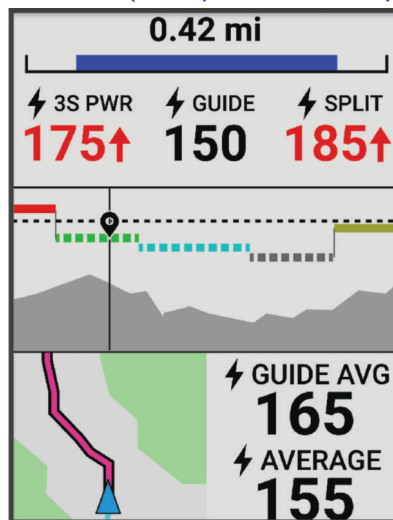 0.42 mi
3S PWR GUIDE SPLIT
175↑ 150 185↑
GUIDE AVG
165
AVERAGE
155